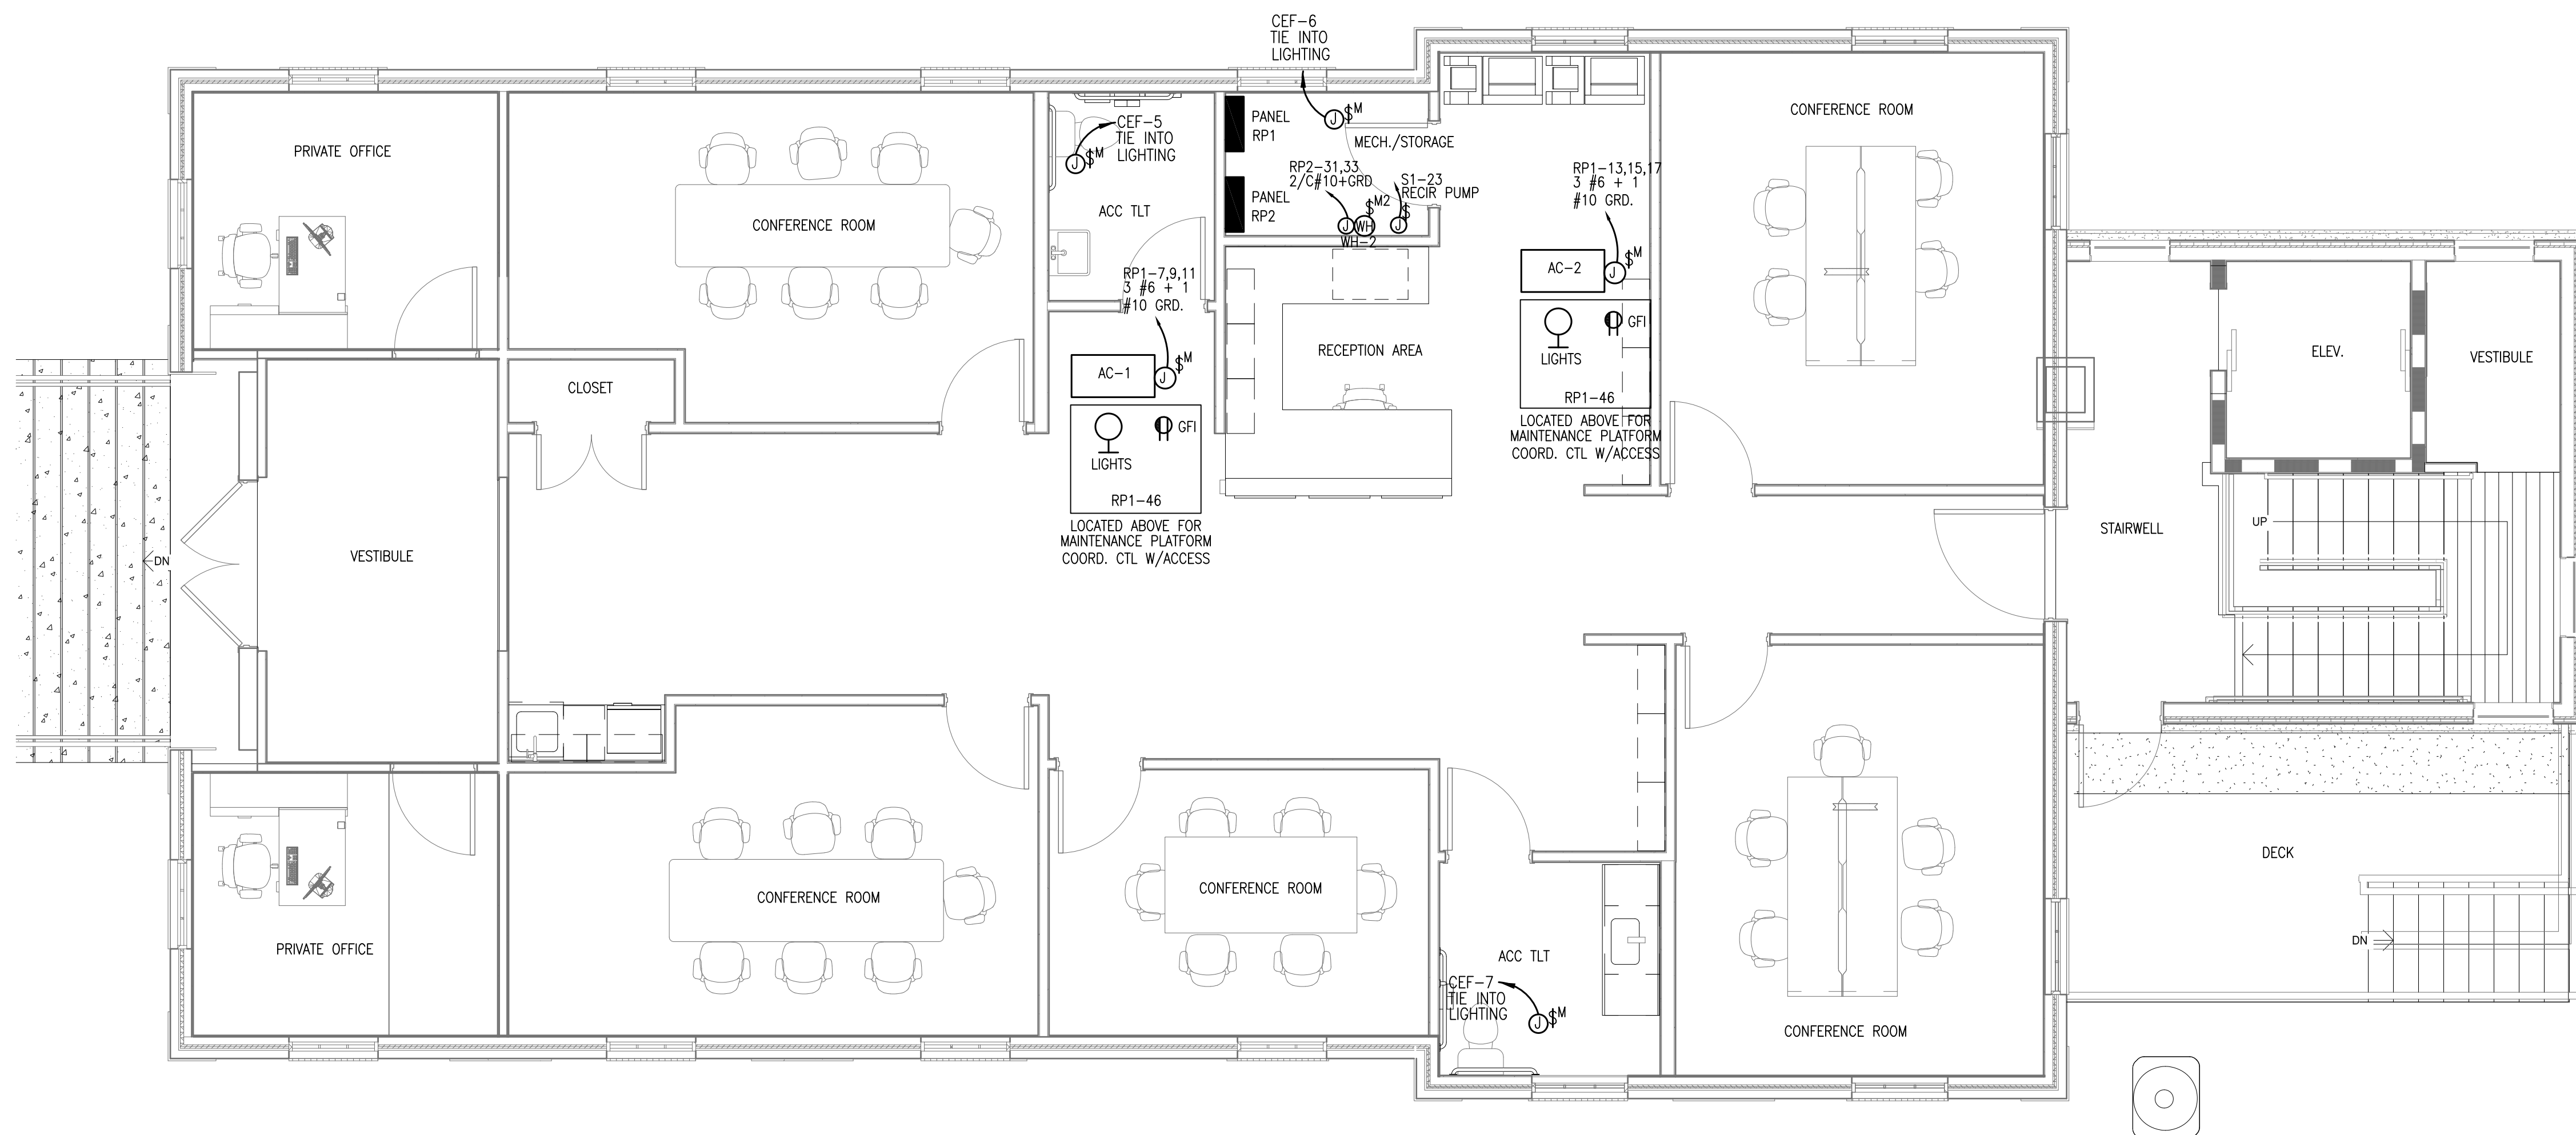 CEF-6
TIE INTO
LIGHTING
J $M
PRIVATE OFFICE
CONFERENCE ROOM
CEF-5
TIE INTO
LIGHTING
J $M
ACC TLT
PANEL
RP1
PANEL
RP2
MECH./STORAGE
RP2-31,33
2/C#10+GRD
$M2
J WH
WH-2
S1-23
RECIR PUMP
$
J
RP1-13,15,17
3 #6 + 1
#10 GRD.
AC-2
J $M
LIGHTS
GFI
RP1-46
LOCATED ABOVE FOR
MAINTENANCE PLATFORM
COORD. CTL W/ACCESS
CONFERENCE ROOM
RP1-7,9,11
3 #6 + 1
#10 GRD.
AC-1
J $M
LIGHTS
GFI
RP1-46
LOCATED ABOVE FOR
MAINTENANCE PLATFORM
COORD. CTL W/ACCESS
RECEPTION AREA
CLOSET
ELEV.
VESTIBULE
UP
STAIRWELL
DN
VESTIBULE
PRIVATE OFFICE
CONFERENCE ROOM
CONFERENCE ROOM
ACC TLT
CEF-7
TIE INTO
LIGHTING
J $M
CONFERENCE ROOM
DECK
DN